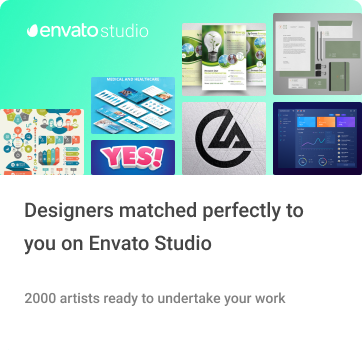 envato studio
MEDICAL AND HEALTHCARE
YES!
Designers matched perfectly to
you on Envato Studio
2000 artists ready to undertake your work